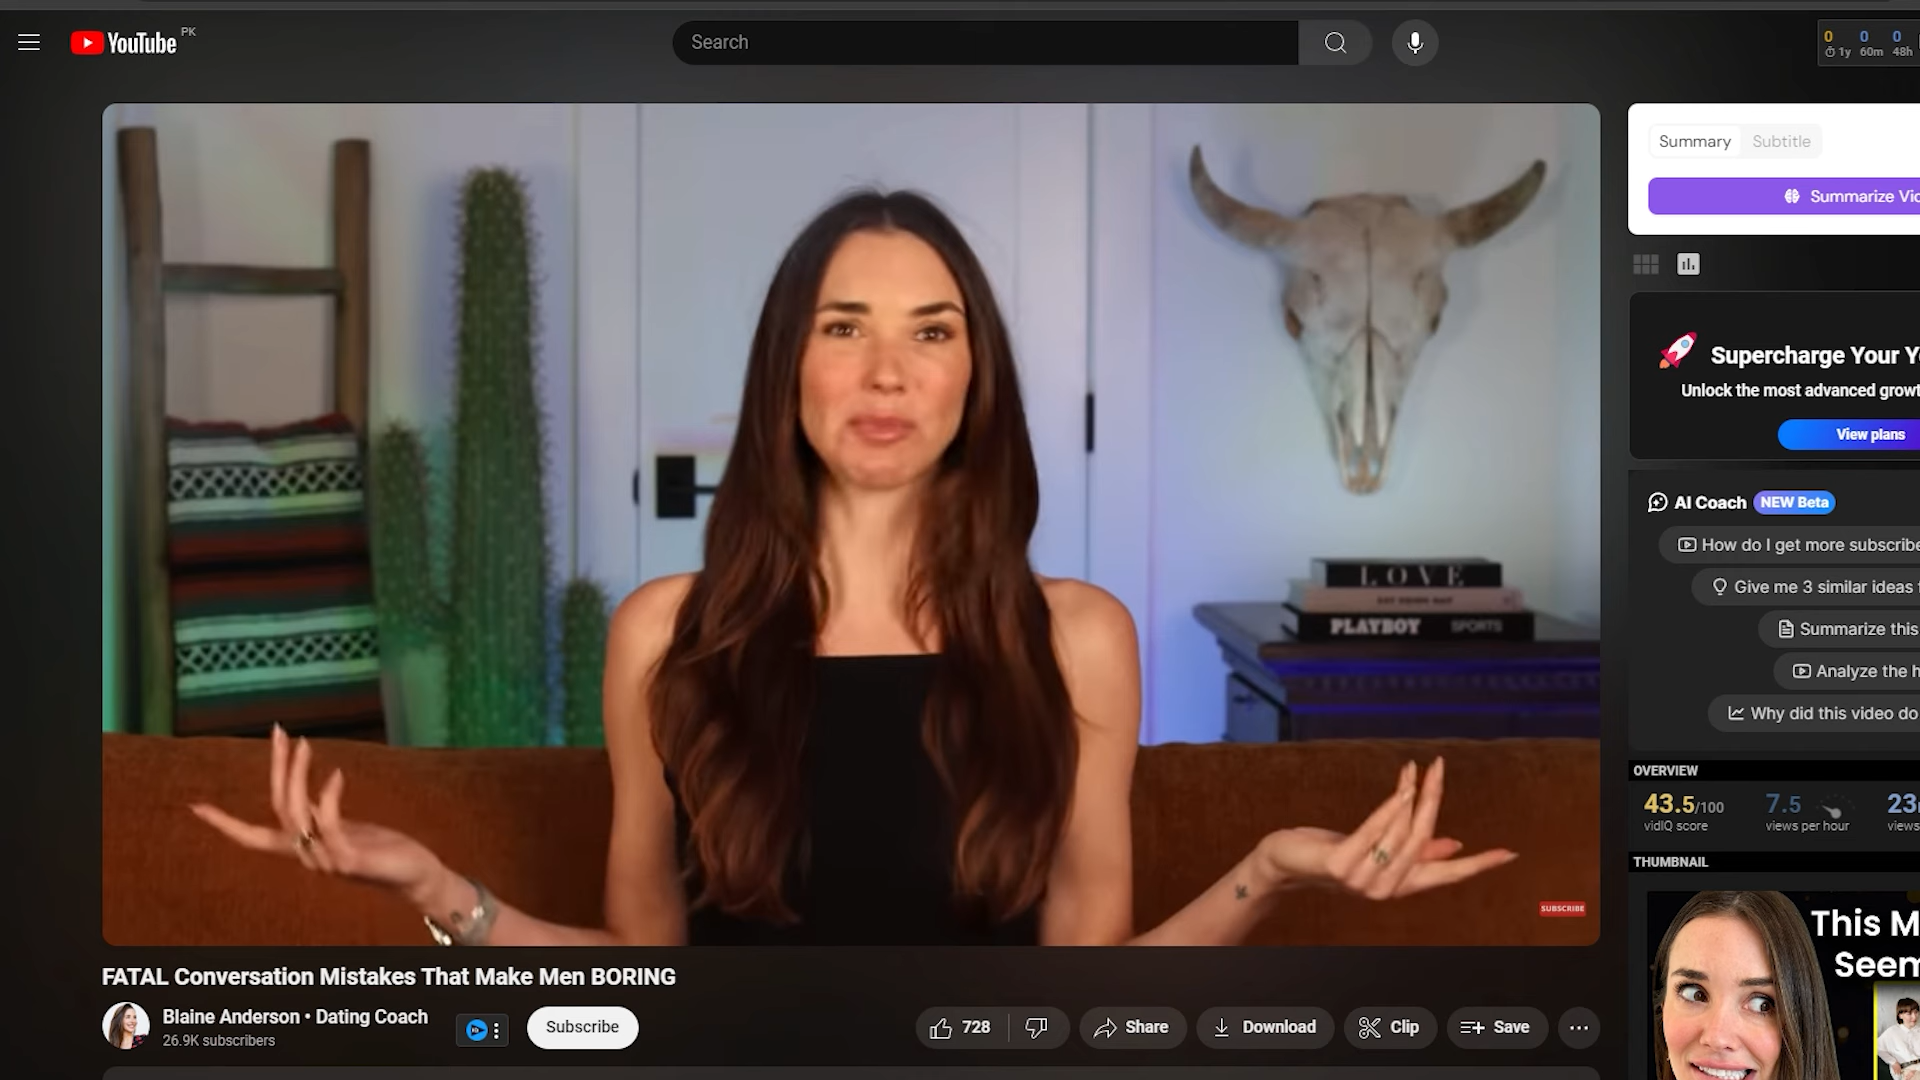 YouTube PK
Search
0 0 0
1y 60m 48h
Summary Subtitle
Summarize Vic
Supercharge Your Y
Unlock the most advanced growt
View plans
AI Coach NEW Beta
How do I get more subscribe
Give me 3 similar ideas
Summarize this
Analyze the h
Why did this video do
OVERVIEW
43.5/100 7.5 23
vidIQ score views per hour views
THUMBNAIL
This M
Seem
LOVE
PLAYBOY SPORTS
SUBSCRIBE
FATAL Conversation Mistakes That Make Men BORING
Blaine Anderson • Dating Coach
26.9K subscribers
Subscribe
728
Share
Download
Clip
Save